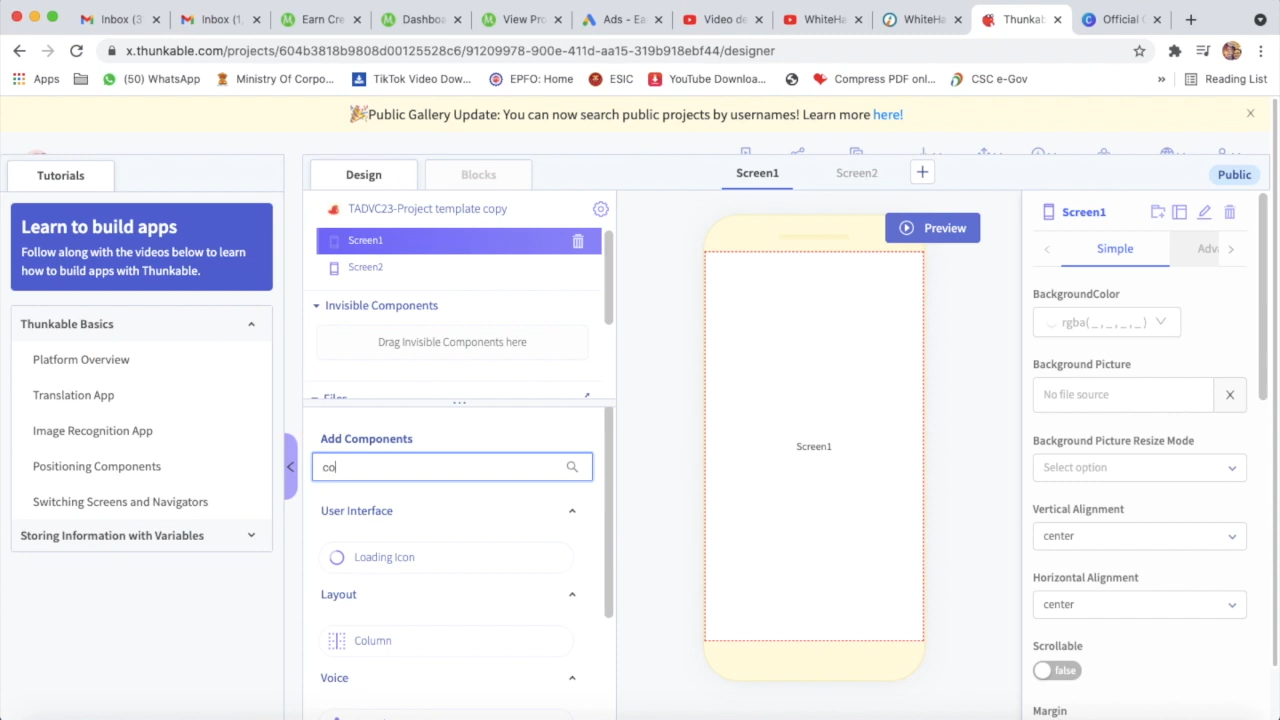 Inbox (3
Inbox (1,
Earn Cre
Dashboa
View Pro
Ads - Eas
Video de
WhiteHa
WhiteHa
Thunkab
Official C
x.thunkable.com/projects/604b3818b9808d00125528c6/91209978-900e-411d-aa15-319b918ebf44/designer
Apps
(50) WhatsApp
Ministry Of Corpo...
TikTok Video Dow...
EPFO: Home
ESIC
YouTube Downloa...
Compress PDF onl...
CSC e-Gov
»
Reading List
Public Gallery Update: You can now search public projects by usernames! Learn more here!
Tutorials
Learn to build apps
Follow along with the videos below to learn
how to build apps with Thunkable.
Thunkable Basics
Platform Overview
Translation App
Image Recognition App
Positioning Components
Switching Screens and Navigators
Storing Information with Variables
Design
Blocks
TADVC23-Project template copy
Screen1
Screen2
Invisible Components
Drag Invisible Components here
Add Components
co
User Interface
Loading Icon
Layout
Column
Voice
Screen1
Screen2
Public
Preview
Screen1
Screen1
Simple
Adv
BackgroundColor
rgba(_,_,_,_)
Background Picture
No file source
Background Picture Resize Mode
Select option
Vertical Alignment
center
Horizontal Alignment
center
Scrollable
false
Margin